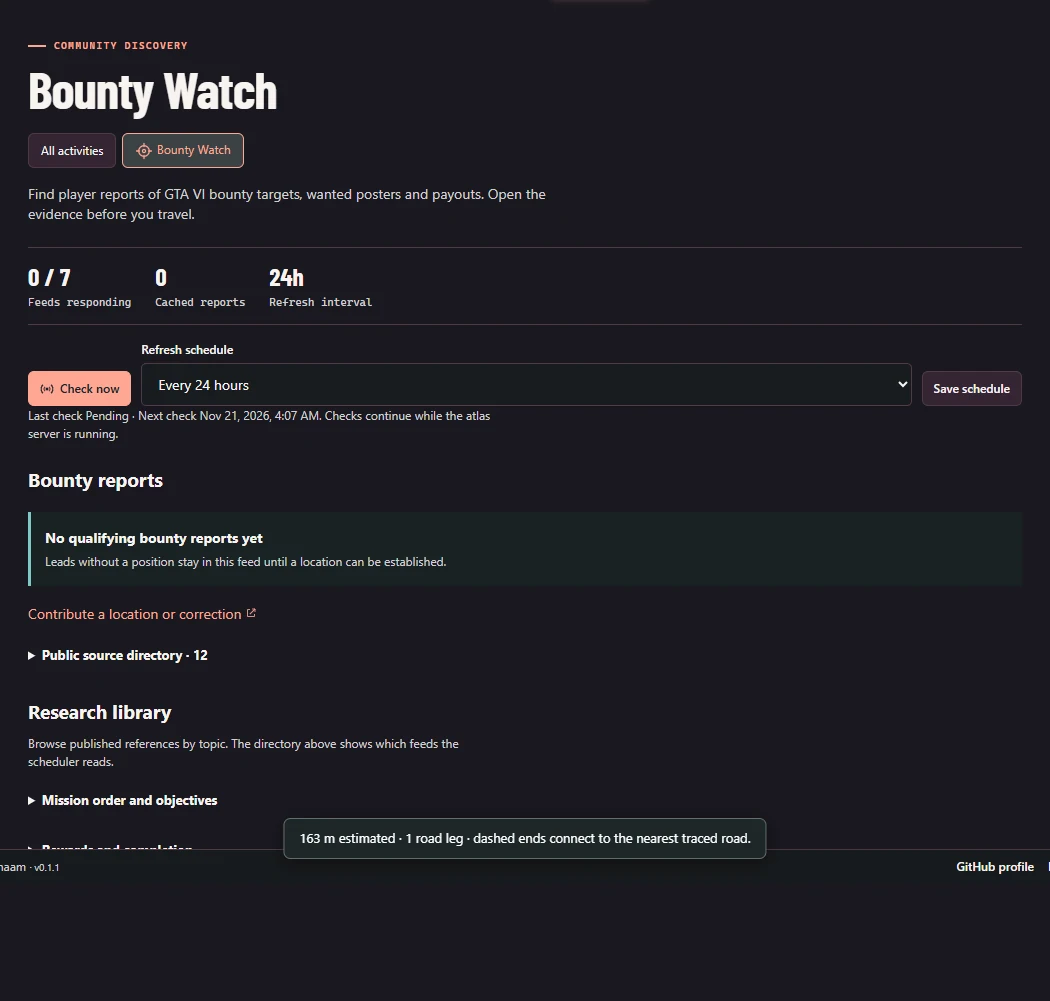 COMMUNITY DISCOVERY
Bounty Watch
All activities
Bounty Watch
Find player reports of GTA VI bounty targets, wanted posters and payouts. Open the
evidence before you travel.
0 / 7
Feeds responding
0
Cached reports
24h
Refresh interval
Refresh schedule
Check now
Every 24 hours
Save schedule
Last check Pending · Next check Nov 21, 2026, 4:07 AM. Checks continue while the atlas
server is running.
Bounty reports
No qualifying bounty reports yet
Leads without a position stay in this feed until a location can be established.
Contribute a location or correction
Public source directory · 12
Research library
Browse published references by topic. The directory above shows which feeds the
scheduler reads.
Mission order and objectives
Rewards and completion
163 m estimated · 1 road leg · dashed ends connect to the nearest traced road.
naam · v0.1.1
GitHub profile